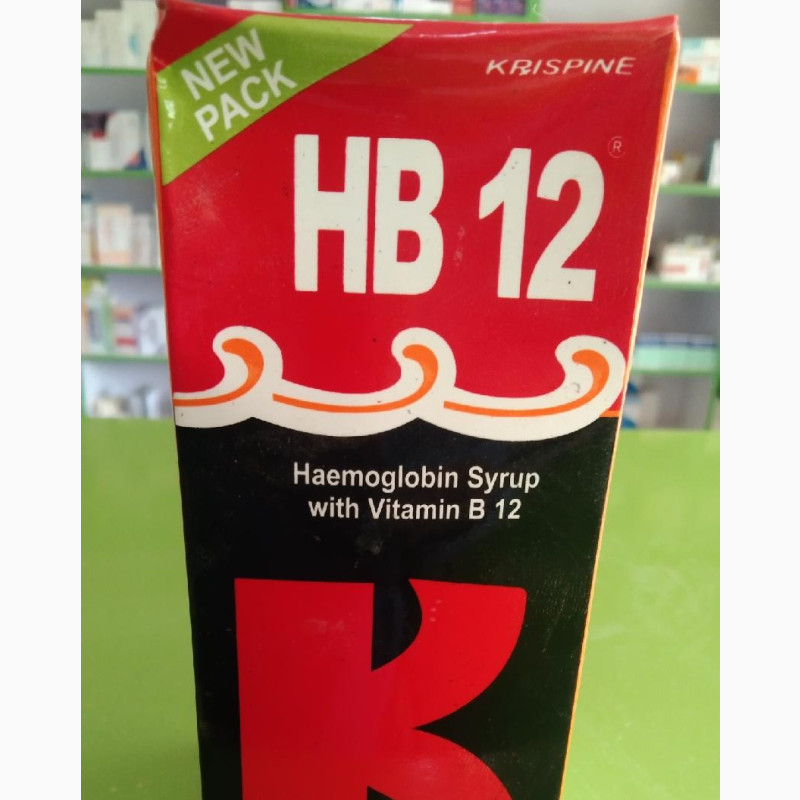 NEW
PACK
KRISPINE
HB 12®
Haemoglobin Syrup
with Vitamin B 12
K